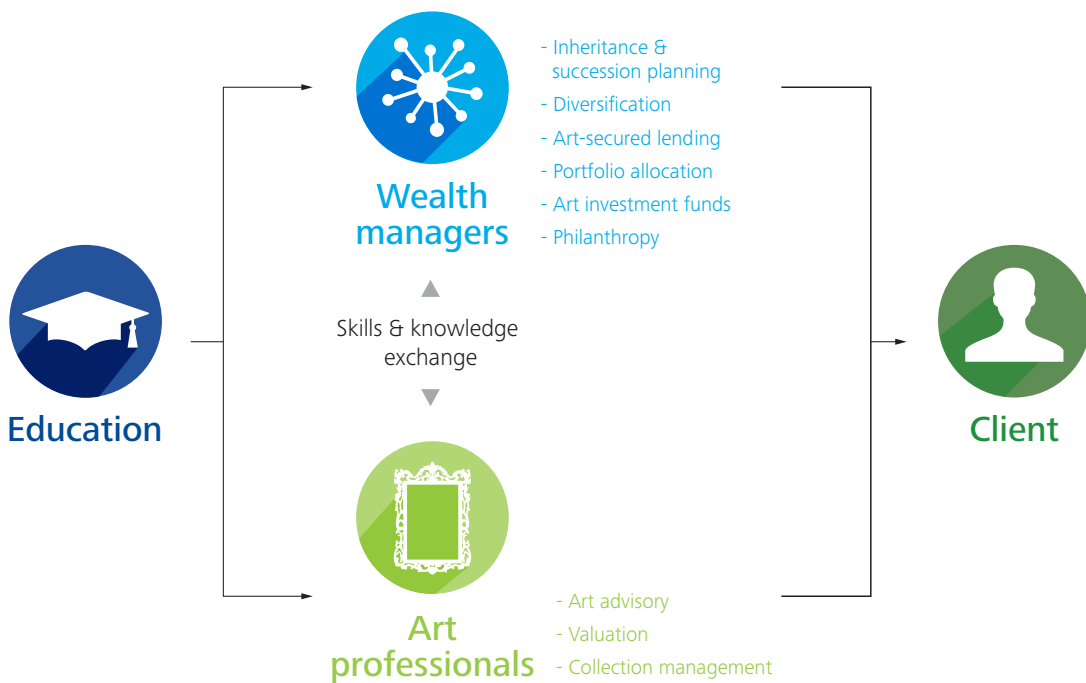 Education
Wealth
managers
- Inheritance &
succession planning
- Diversification
- Art-secured lending
- Portfolio allocation
- Art investment funds
- Philanthropy
Skills & knowledge
exchange
Art
professionals
- Art advisory
- Valuation
- Collection management
Client